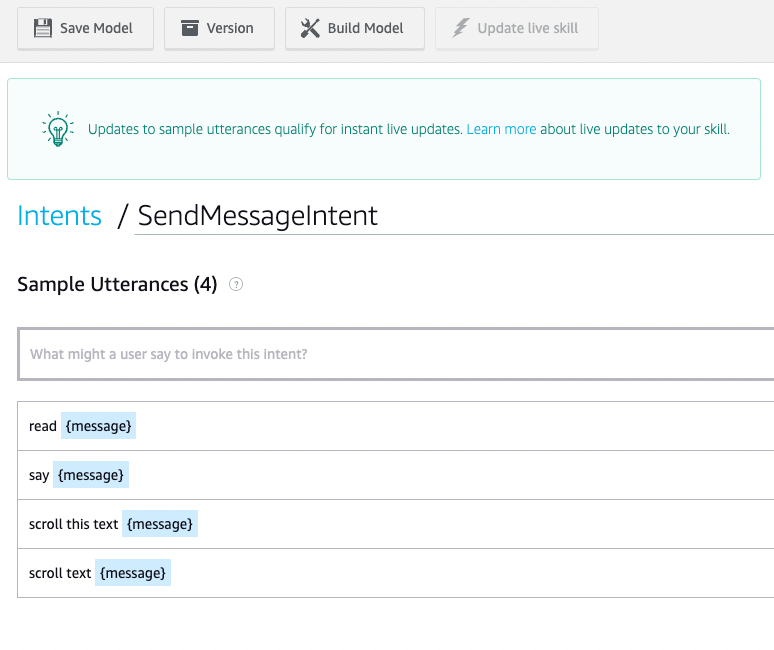 Save Model Version Build Model Update live skill
Updates to sample utterances qualify for instant live updates. Learn more about live updates to your skill.
Intents / SendMessageIntent
Sample Utterances (4) ?
What might a user say to invoke this intent?
read {message}
say {message}
scroll this text {message}
scroll text {message}